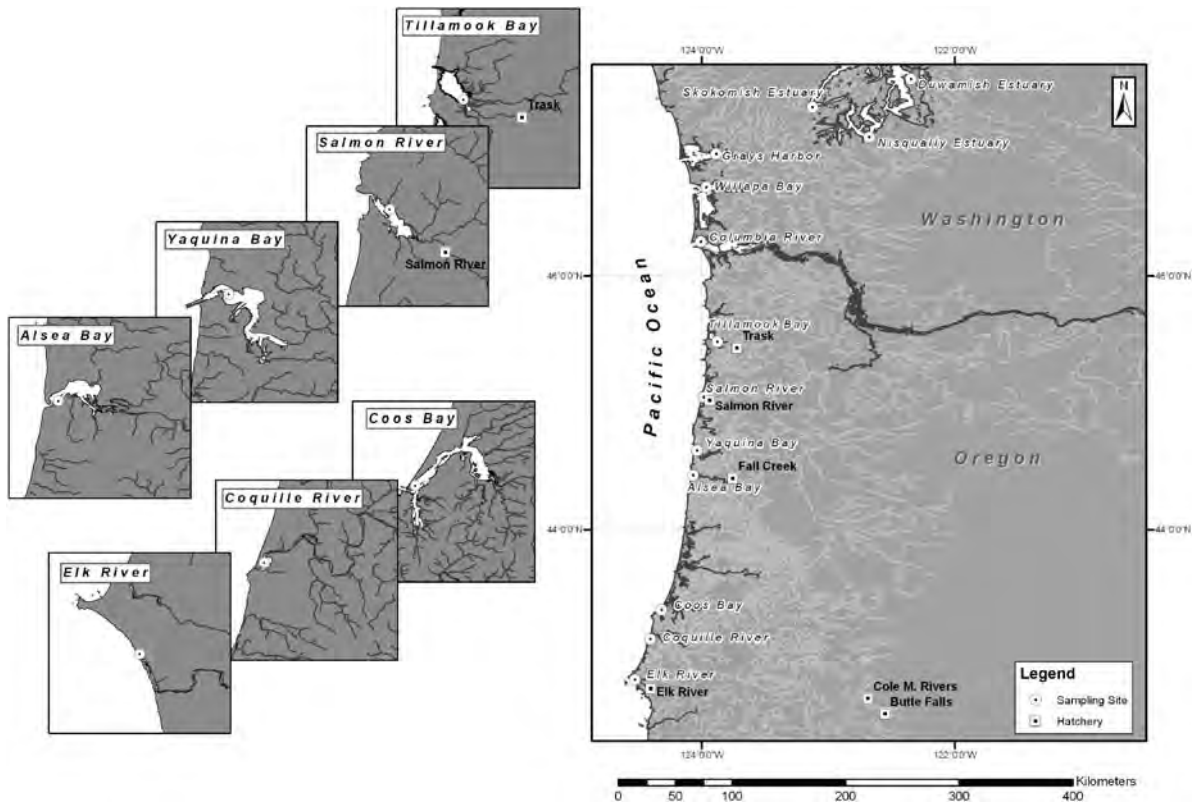 Tillamook Bay
Trask
Salmon River
Salmon River
Yaquina Bay
Alsea Bay
Coos Bay
Coquille River
Elk River
124°0'0"W
122°0'0"W
N
Skokomish Estuary
Duwamish Estuary
Nisqually Estuary
Grays Harbor
Willapa Bay
Washington
Columbia River
Pacific Ocean
46°0'0"N
Tillamook Bay
Trask
Salmon River
Salmon River
Yaquina Bay
Oregon
Fall Creek
Alsea Bay
44°0'0"N
Coos Bay
Coquille River
Elk River
Elk River
Cole M. Rivers
Butte Falls
Legend
Sampling Site
Hatchery
124°0'0"W
122°0'0"W
Kilometers
0 50 100 200 300 400